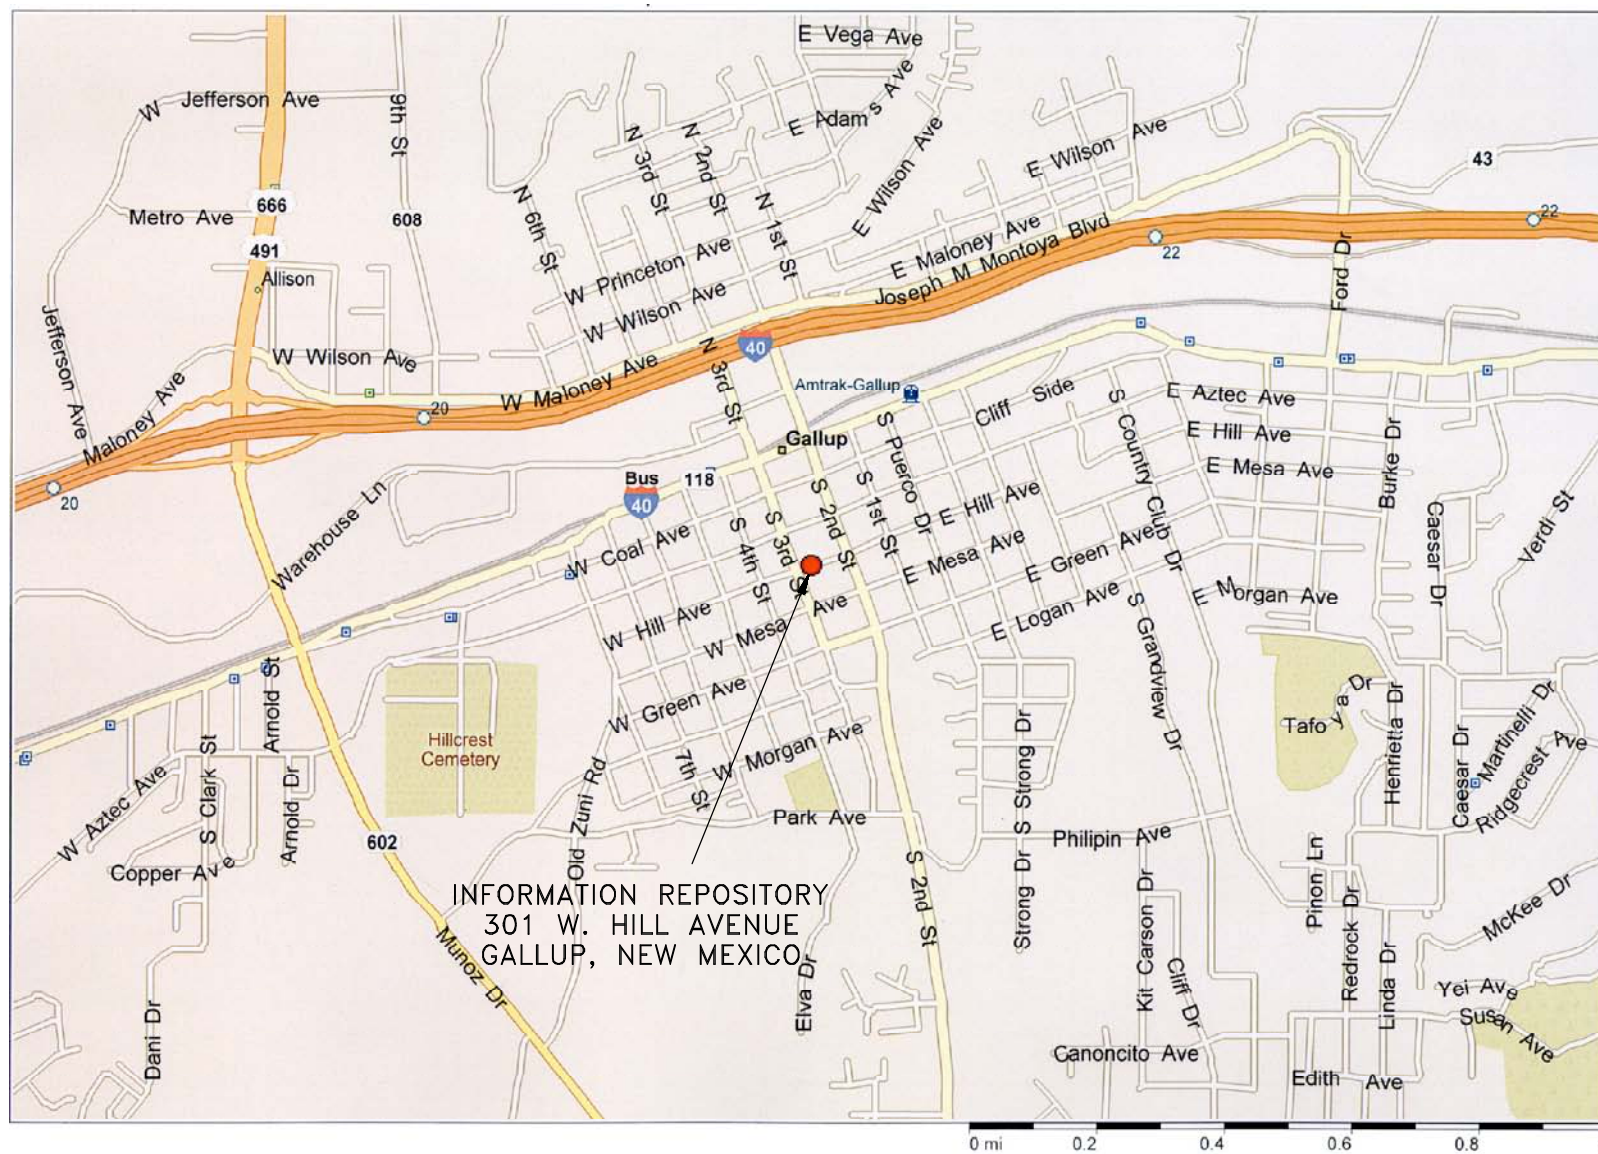 E Vega Ave
W Jefferson Ave
9th St
E Adams Ave
N 3rd St
N 2nd St
E Wilson Ave
E Wilson Ave
43
666
Metro Ave
608
N 6th St
N 1st St
491
Allison
W Princeton Ave
E Maloney Ave
Joseph M Montoya Blvd
22
22
Ford Dr
W Wilson Ave
Jefferson Ave
W Wilson Ave
40
N 3rd St
W Maloney Ave
Maloney Ave
20
20
Amtrak-Gallup
Cliff Side
E Aztec Ave
S Country Club Dr
E Hill Ave
E Mesa Ave
Burke Dr
Gallup
S Puerco Dr
Bus
40
118
Warehouse Ln
S 2nd St
S 1st St
E Hill Ave
Caesar Dr
Verdi St
W Coal Ave
S 4th St
S 3rd St
E Mesa Ave
E Green Ave
E Morgan Ave
W Hill Ave
W Mesa Ave
E Logan Ave
S Grandview Dr
Arnold St
W Green Ave
Tafoya Dr
Henrietta Dr
Martinelli Dr
Hillcrest
Cemetery
S Clark St
W Morgan Ave
7th St
S Strong Dr
Caesar Dr
Ridgecrest Ave
W Aztec Ave
Arnold Dr
Old Zuni Rd
Park Ave
Philipin Ave
602
Copper Ave
S 2nd St
Strong Dr
Pinon Ln
INFORMATION REPOSITORY
301 W. HILL AVENUE
GALLUP, NEW MEXICO
Kit Carson Dr
Redrock Dr
McKee Dr
Munoz Dr
Elva Dr
Cliff Dr
Linda Dr
Yei Ave
Susan Ave
Dani Dr
Canoncito Ave
Edith Ave
0 mi 0.2 0.4 0.6 0.8